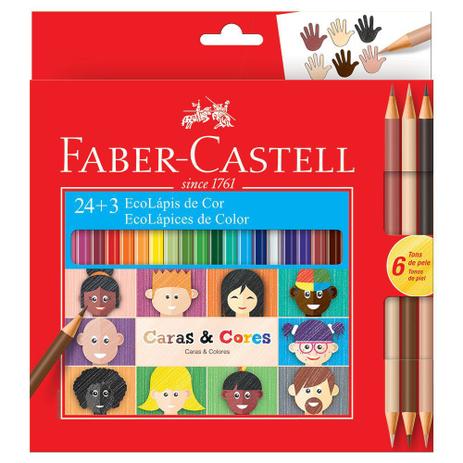 FABER-CASTELL
since 1761
24+3 EcoLápis de Cor
EcoLápices de Color
6 Tons de pele
Tonos de piel
Caras & Cores
Caras & Colores